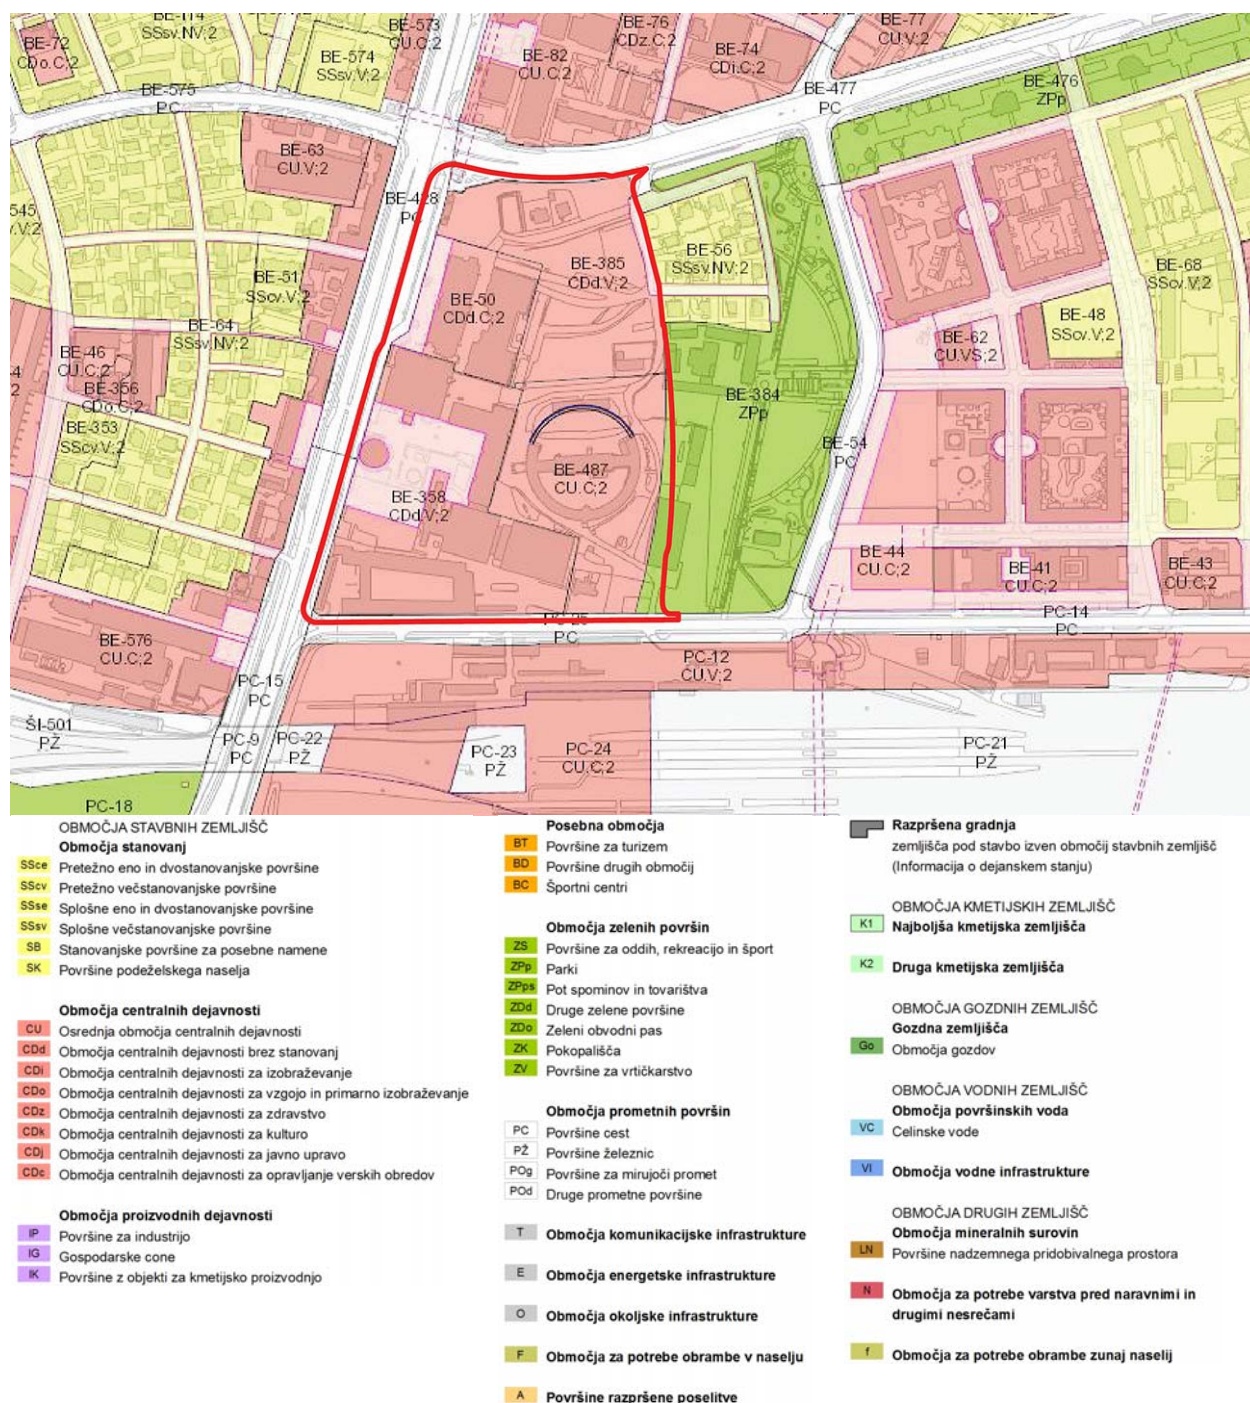 BE-72
CDo.C;2
BE-114
SSsv.NV;2
BE-574
SSsv.V;2
BE-573
CU.C;2
BE-82
CU.C;2
BE-76
CDz.C;2
BE-74
CDi.C;2
BE-77
CU.V;2
BE-477
PC
BE-476
ZPp
BE-575
PC
BE-63
CU.V;2
BE-428
PC
545
.V;2
BE-51
SScv.V;2
BE-385
CDd.V;2
BE-56
SSsv.NV;2
BE-68
SScv.V;2
BE-50
CDd.C;2
BE-64
SSsv.NV;2
BE-48
SScv.V;2
BE-62
CU.VS;2
BE-46
CU.C;2
4
2
BE-356
CDo.C;2
BE-384
ZPp
BE-353
SScv.V;2
BE-54
PC
BE-487
CU.C;2
BE-358
CDd.V;2
BE-44
CU.C;2
BE-41
CU.C;2
BE-43
CU.C;2
PC-25
PC
PC-14
PC
BE-576
CU.C;2
PC-12
CU.V;2
PC-15
PC
ŠI-501
PŽ
PC-9
PC
PC-22
PŽ
PC-23
PŽ
PC-24
CU.C;2
PC-21
PŽ
PC-18
OBMOČJA STAVBNIH ZEMLJIŠČ
Območja stanovanj
SSce Pretežno eno in dvostanovanjske površine
SScv Pretežno večstanovanjske površine
SSse Splošne eno in dvostanovanjske površine
SSsv Splošne večstanovanjske površine
SB Stanovanjske površine za posebne namene
SK Površine podeželskega naselja
Območja centralnih dejavnosti
CU Osrednja območja centralnih dejavnosti
CDd Območja centralnih dejavnosti brez stanovanj
CDi Območja centralnih dejavnosti za izobraževanje
CDo Območja centralnih dejavnosti za vzgojo in primarno izobraževanje
CDz Območja centralnih dejavnosti za zdravstvo
CDk Območja centralnih dejavnosti za kulturo
CDj Območja centralnih dejavnosti za javno upravo
CDc Območja centralnih dejavnosti za opravljanje verskih obredov
Območja proizvodnih dejavnosti
IP Površine za industrijo
IG Gospodarske cone
IK Površine z objekti za kmetijsko proizvodnjo
Posebna območja
BT Površine za turizem
BD Površine drugih območij
BC Športni centri
Območja zelenih površin
ZS Površine za oddih, rekreacijo in šport
ZPp Parki
ZPps Pot spominov in tovarištva
ZDd Druge zelene površine
ZDo Zeleni obvodni pas
ZK Pokopališča
ZV Površine za vrtičkarstvo
Območja prometnih površin
PC Površine cest
PŽ Površine železnic
POg Površine za mirujoči promet
POd Druge prometne površine
T Območja komunikacijske infrastrukture
E Območja energetske infrastrukture
O Območja okoljske infrastrukture
F Območja za potrebe obrambe v naselju
A Površine razpršene poselitve
Razpršena gradnja
zemljišča pod stavbo izven območij stavbnih zemljišč
(Informacija o dejanskem stanju)
OBMOČJA KMETIJSKIH ZEMLJIŠČ
K1 Najboljša kmetijska zemljišča
K2 Druga kmetijska zemljišča
OBMOČJA GOZDNIH ZEMLJIŠČ
Gozdna zemljišča
Go Območja gozdov
OBMOČJA VODNIH ZEMLJIŠČ
Območja površinskih voda
VC Celinske vode
VI Območja vodne infrastrukture
OBMOČJA DRUGIH ZEMLJIŠČ
Območja mineralnih surovin
LN Površine nadzemnega pridobivalnega prostora
N Območja za potrebe varstva pred naravnimi in
drugimi nesrečami
f Območja za potrebe obrambe zunaj naselij